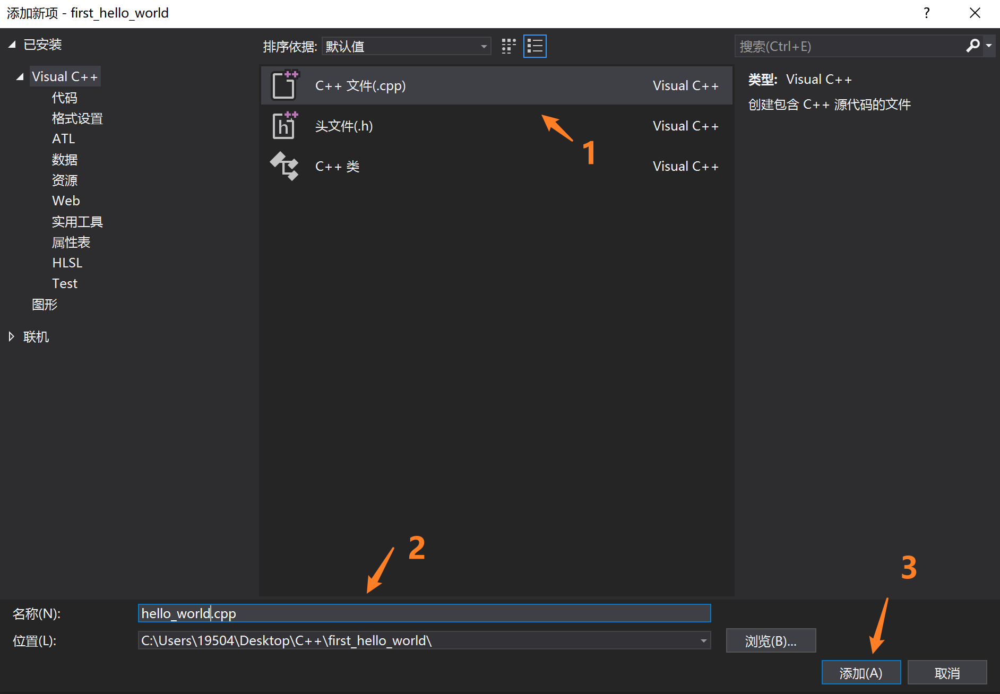 添加新项 - first_hello_world
?
已安装
Visual C++
代码
格式设置
ATL
数据
资源
Web
实用工具
属性表
HLSL
Test
图形
联机
排序依据: 默认值
C++ 文件(.cpp) Visual C++
头文件(.h) Visual C++
C++ 类 Visual C++
1
搜索(Ctrl+E)
类型: Visual C++
创建包含 C++ 源代码的文件
2
3
名称(N): hello_world.cpp
位置(L): C:\Users\19504\Desktop\C++\first_hello_world\
浏览(B)...
添加(A) 取消